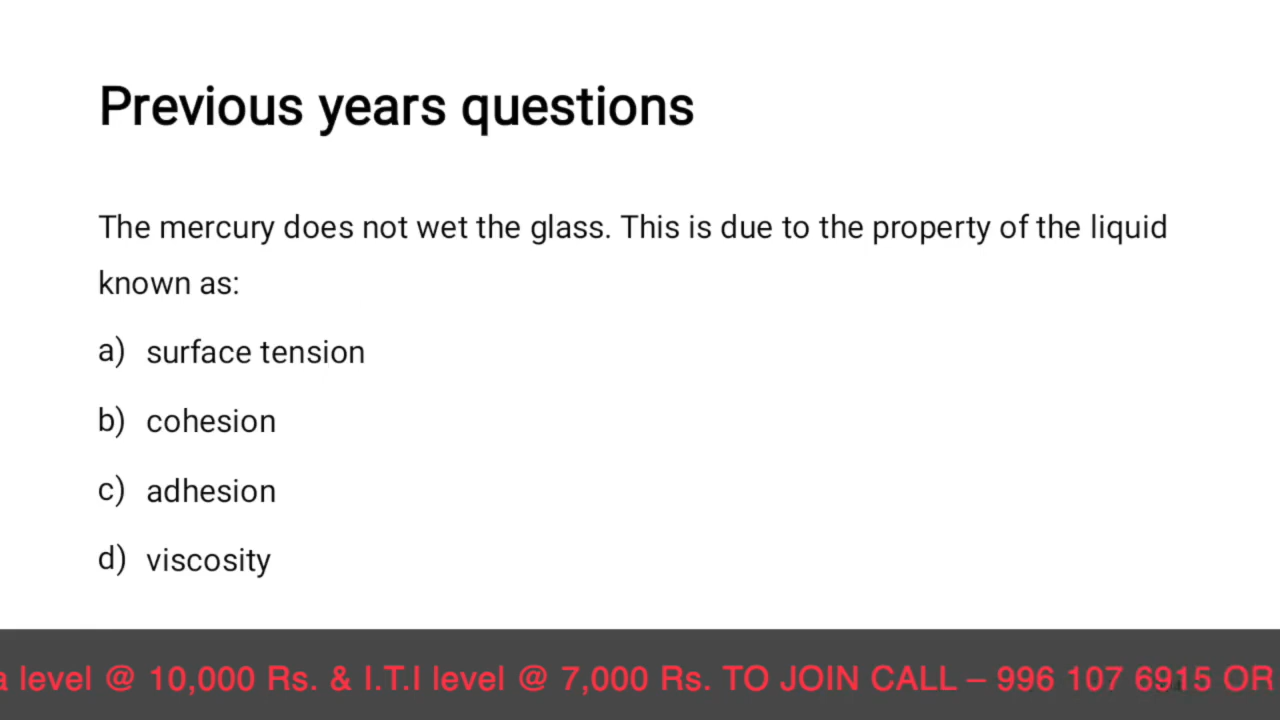 Previous years questions
The mercury does not wet the glass. This is due to the property of the liquid
known as:
a) surface tension
b) cohesion
c) adhesion
d) viscosity
a level @ 10,000 Rs. & I.T.I level @ 7,000 Rs. TO JOIN CALL – 996 107 6915 OR